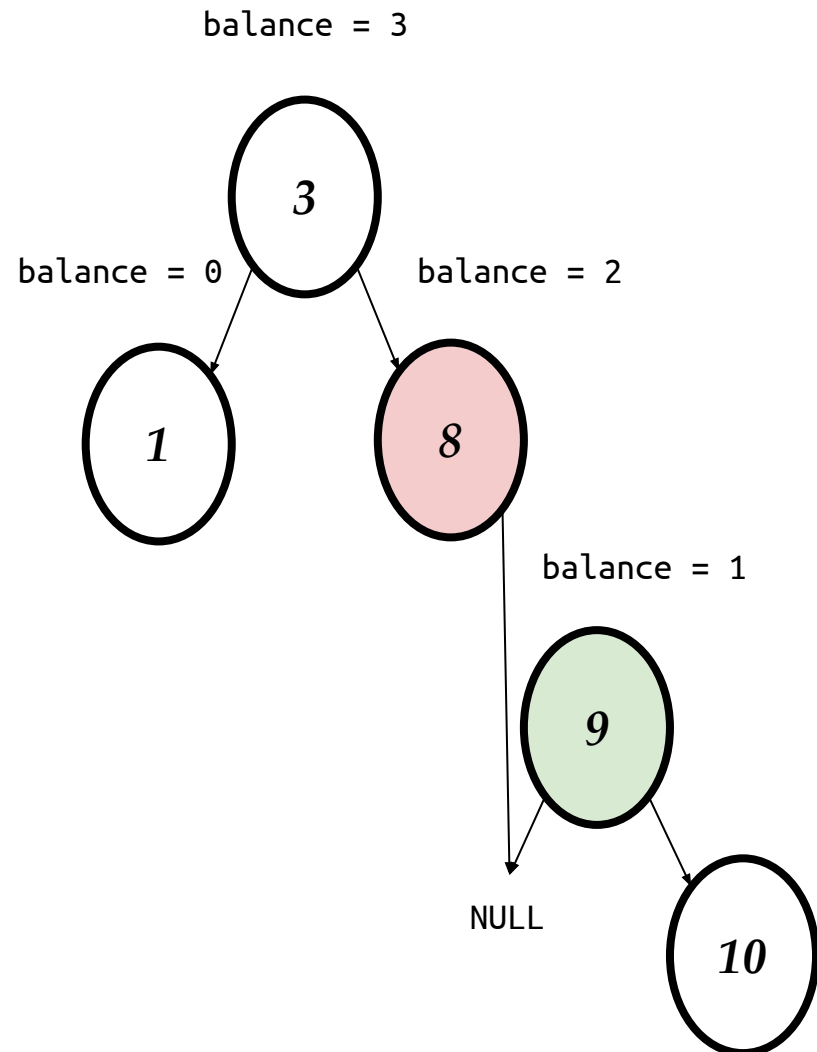 balance = 3
3
balance = 0
balance = 2
1
8
balance = 1
9
NULL
10